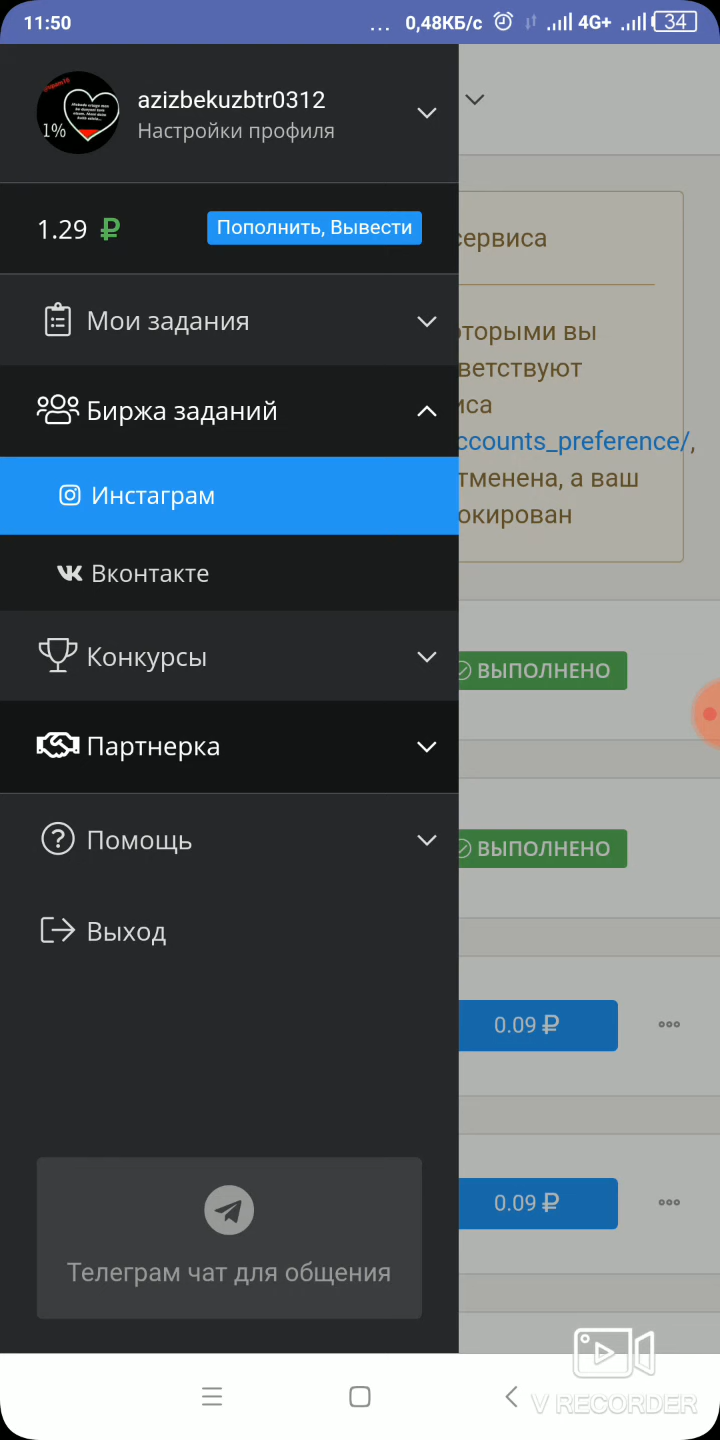 11:50
... 0,48КБ/с 4G+ 34
azizbekuzbtr0312
Настройки профиля
1%
1.29 ₽
Пополнить, Вывести
сервиса
Мои задания
оторыми вы
ветствуют
Биржа заданий
иса
ccounts_preference/,
Инстаграм
тменена, а ваш
окирован
Вконтакте
Конкурсы
ВЫПОЛНЕНО
Партнерка
Помощь
ВЫПОЛНЕНО
Выход
0.09 ₽
0.09 ₽
Телеграм чат для общения
V RECORDER